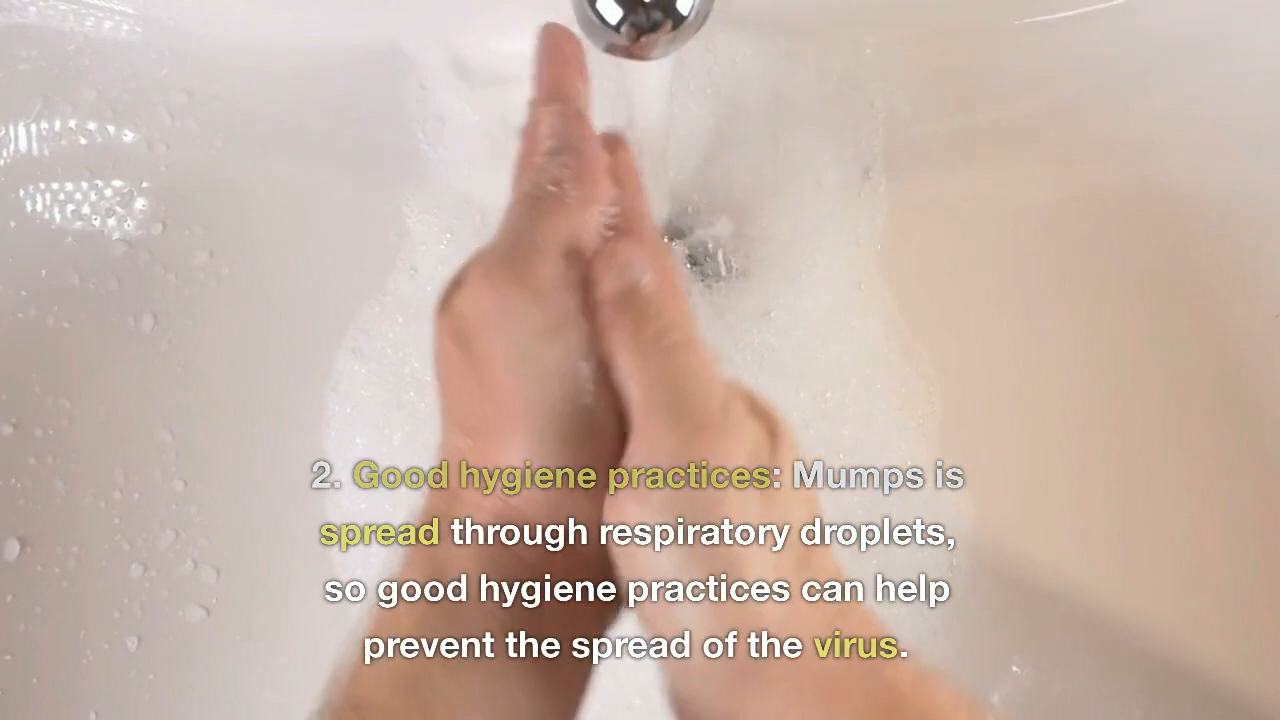 2. Good hygiene practices: Mumps is
spread through respiratory droplets,
so good hygiene practices can help
prevent the spread of the virus.